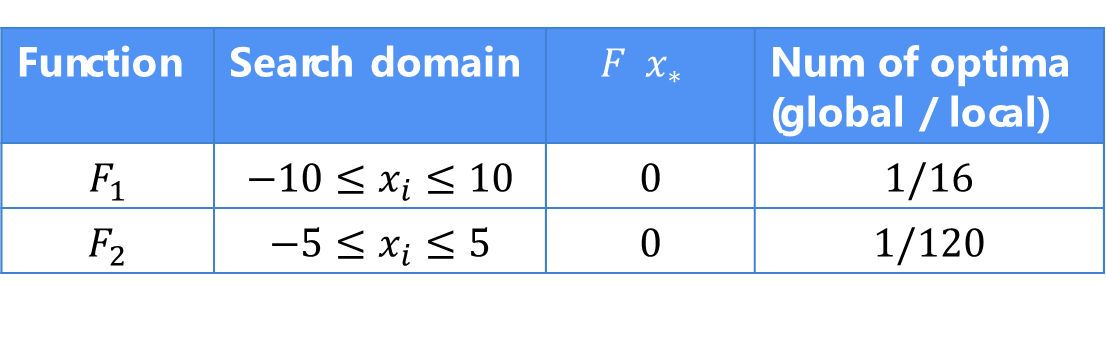 Function Search domain F x* Num of optima
(global / local)
F₁ −10 ≤ xᵢ ≤ 10 0 1/16
F₂ −5 ≤ xᵢ ≤ 5 0 1/120